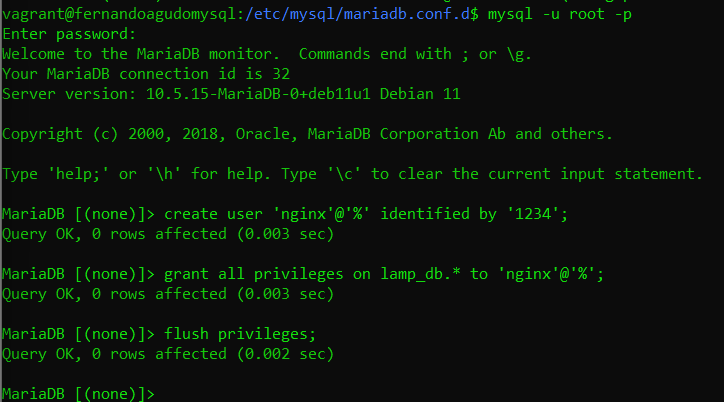 vagrant@fernandoagudomysql:/etc/mysql/mariadb.conf.d$ mysql -u root -p
Enter password:
Welcome to the MariaDB monitor.  Commands end with ; or \g.
Your MariaDB connection id is 32
Server version: 10.5.15-MariaDB-0+deb11u1 Debian 11
Copyright (c) 2000, 2018, Oracle, MariaDB Corporation Ab and others.
Type 'help;' or '\h' for help. Type '\c' to clear the current input statement.
MariaDB [(none)]> create user 'nginx'@'%' identified by '1234';
Query OK, 0 rows affected (0.003 sec)
MariaDB [(none)]> grant all privileges on lamp_db.* to 'nginx'@'%';
Query OK, 0 rows affected (0.003 sec)
MariaDB [(none)]> flush privileges;
Query OK, 0 rows affected (0.002 sec)
MariaDB [(none)]>